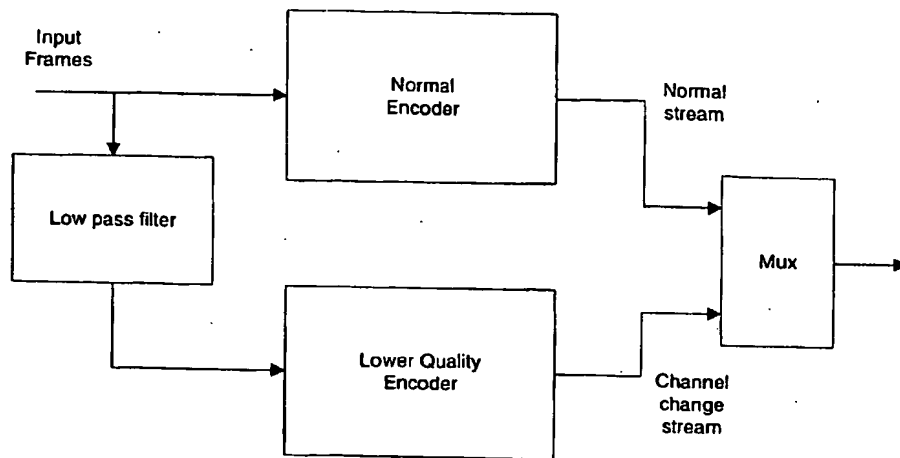 Input
Frames
Normal
Encoder
Normal
stream
Low pass filter
Mux
Lower Quality
Encoder
Channel
change
stream